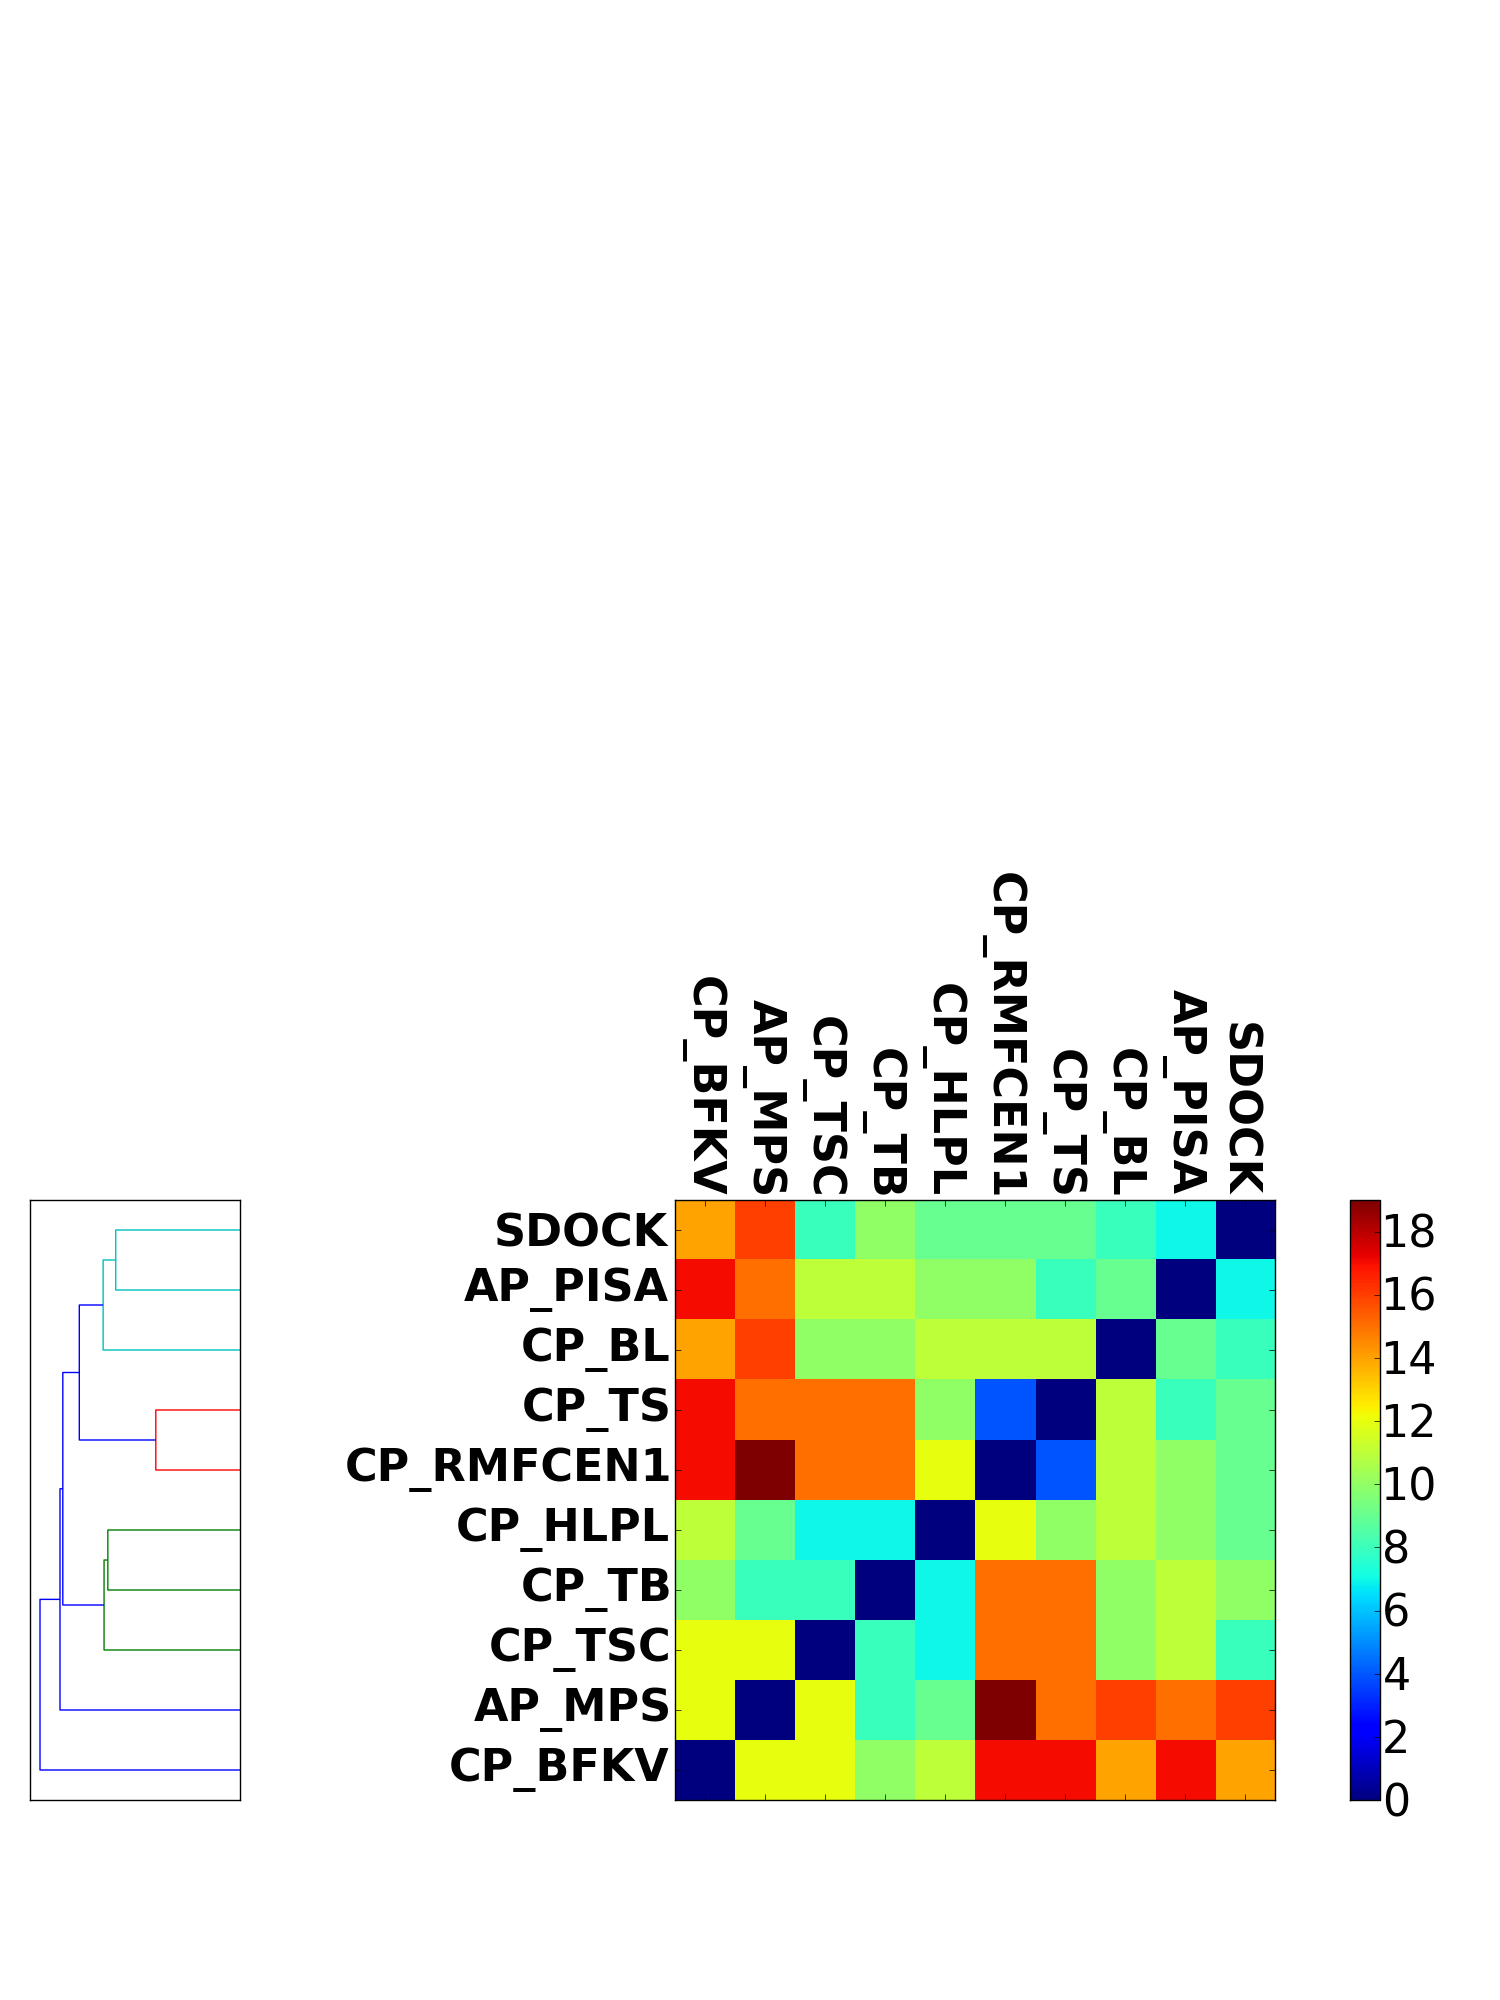 CP_BFKV
AP_MPS
CP_TSC
CP_TB
CP_HLPL
CP_RMFCEN1
CP_TS
CP_BL
AP_PISA
SDOCK
SDOCK
AP_PISA
CP_BL
CP_TS
CP_RMFCEN1
CP_HLPL
CP_TB
CP_TSC
AP_MPS
CP_BFKV
18
16
14
12
10
8
6
4
2
0